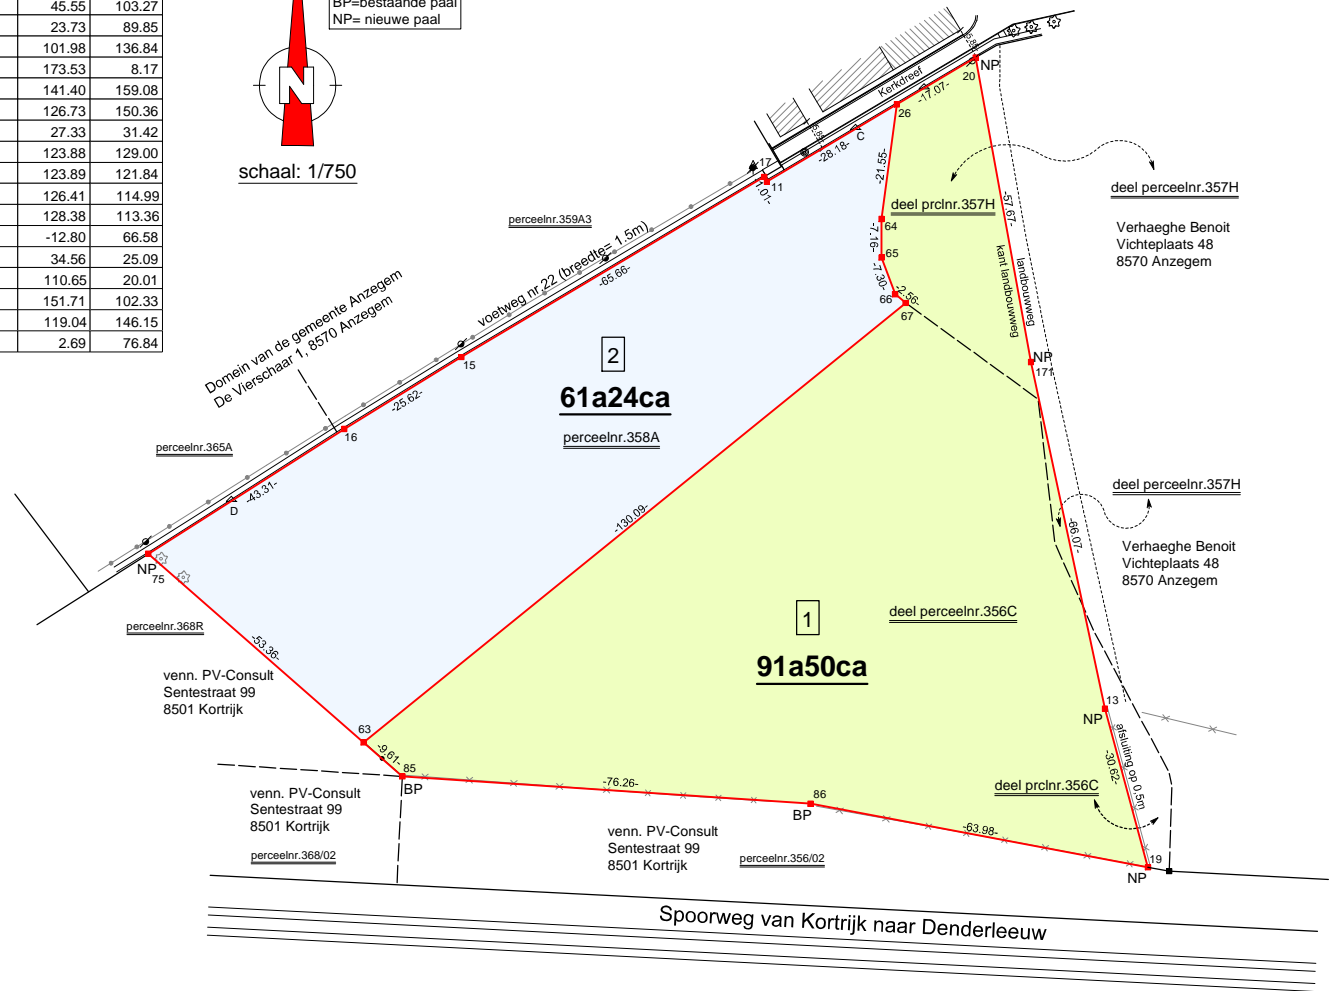 45.55 103.27
23.73 89.85
101.98 136.84
173.53 8.17
141.40 159.08
126.73 150.36
27.33 31.42
123.88 129.00
123.89 121.84
126.41 114.99
128.38 113.36
-12.80 66.58
34.56 25.09
110.65 20.01
151.71 102.33
119.04 146.15
2.69 76.84
BP=bestaande paal
NP= nieuwe paal
N
schaal: 1/750
Kerkdreef
5.85
5.85
NP
20
-17.07-
26
C
-28.18-
17
11
1.01-
-21.55-
deel prclnr.357H
64
-7.16-
65
-7.30-
66
-2.56-
67
-57.67-
landbouwweg
kant landbouwweg
NP
171
deel perceelnr.357H
Verhaeghe Benoit
Vichteplaats 48
8570 Anzegem
perceelnr.359A3
voetweg nr.22 (breedte= 1.5m)
-65.66-
Domein van de gemeente Anzegem
De Vierschaar 1, 8570 Anzegem
15
-25.62-
16
perceelnr.365A
-43.31-
D
NP
75
2
61a24ca
perceelnr.358A
-130.09-
deel perceelnr.357H
Verhaeghe Benoit
Vichteplaats 48
8570 Anzegem
-66.07-
perceelnr.368R
-53.36-
venn. PV-Consult
Sentestraat 99
8501 Kortrijk
1
91a50ca
deel perceelnr.356C
13
NP
63
-9.61-
85
BP
-76.26-
86
BP
-63.98-
deel prclnr.356C
-30.62-
afsluiting op 0.5m
19
NP
venn. PV-Consult
Sentestraat 99
8501 Kortrijk
perceelnr.368/02
venn. PV-Consult
Sentestraat 99
8501 Kortrijk
perceelnr.356/02
Spoorweg van Kortrijk naar Denderleeuw